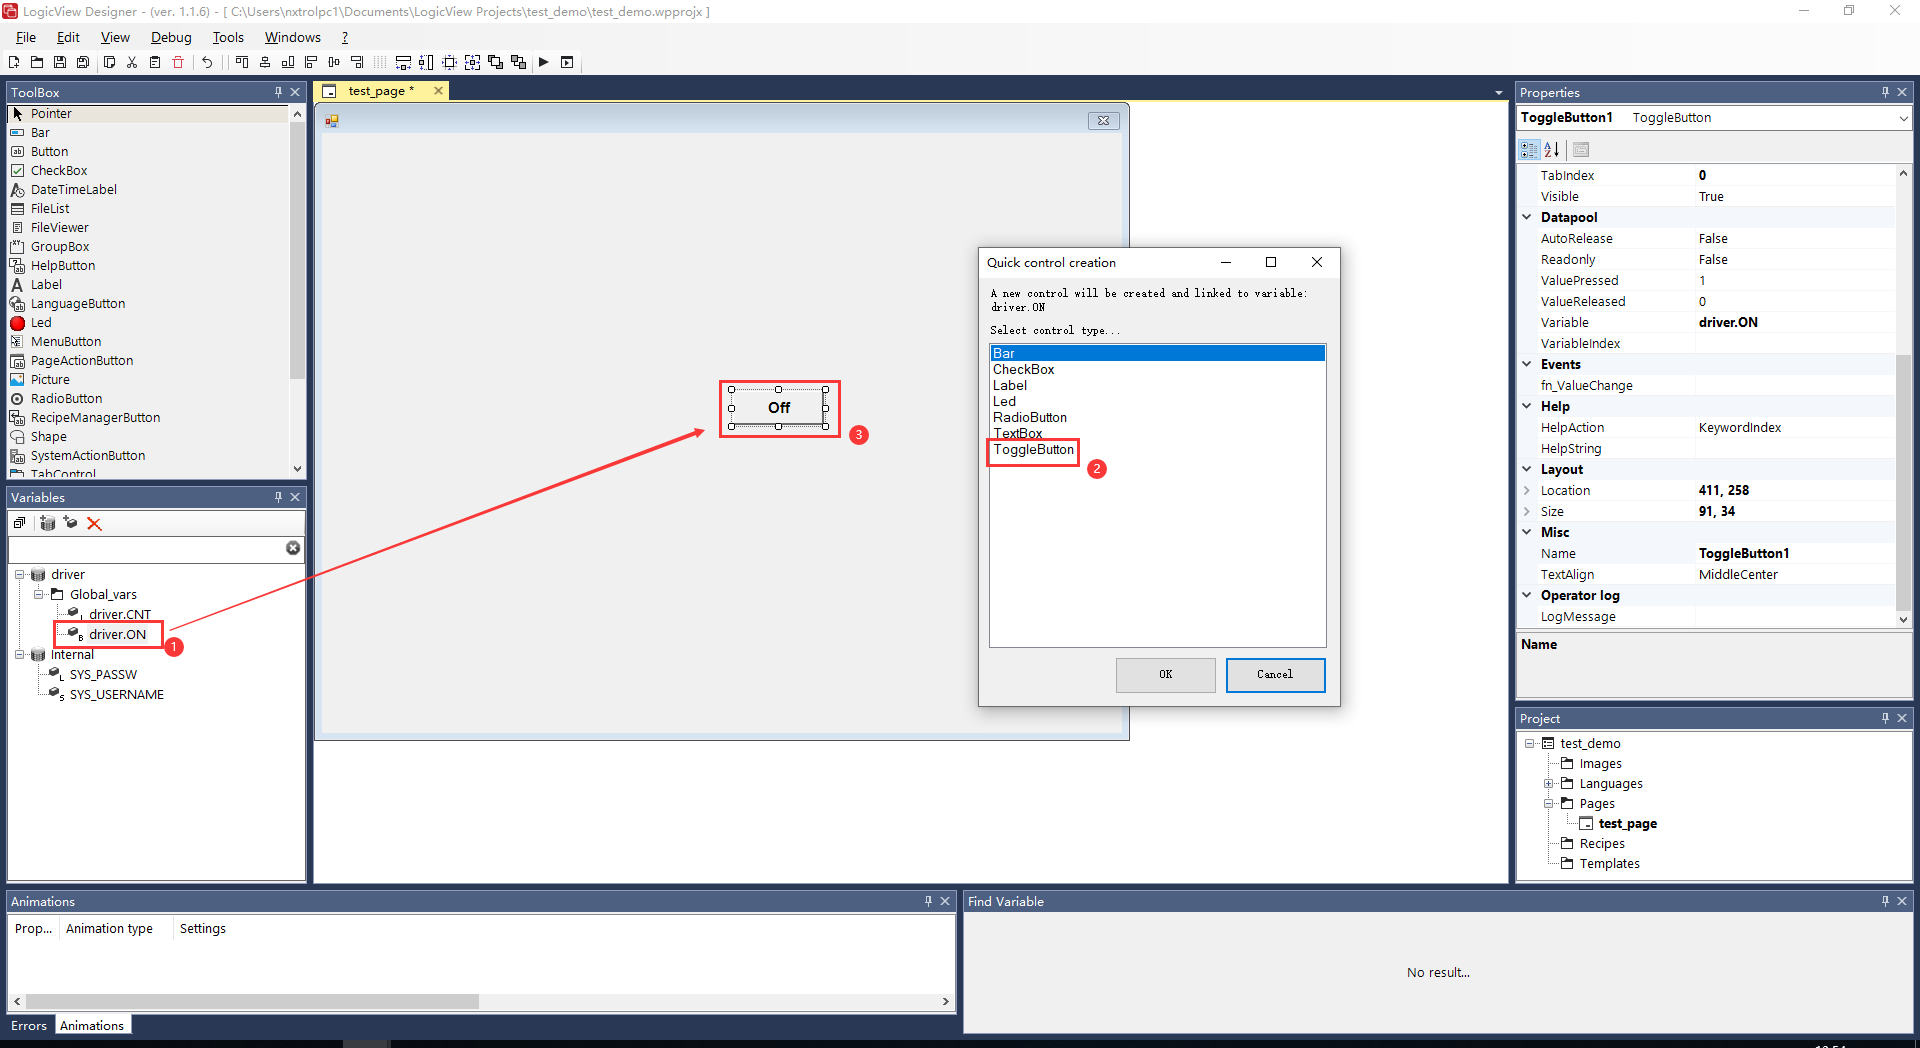 LogicView Designer - (ver. 1.1.6) - [ C:\Users\nxtrolpc1\Documents\LogicView Projects\test_demo\test_demo.wpprojx ]
File Edit View Debug Tools Windows ?
ToolBox
Pointer
Bar
Button
CheckBox
DateTimeLabel
FileList
FileViewer
GroupBox
HelpButton
Label
LanguageButton
Led
MenuButton
PageActionButton
Picture
RadioButton
RecipeManagerButton
Shape
SystemActionButton
TabControl
Variables
driver
Global_vars
driver.CNT
driver.ON
1
Internal
SYS_PASSW
SYS_USERNAME
test_page *
Off
3
Quick control creation
A new control will be created and linked to variable:
driver.ON
Select control type...
Bar
CheckBox
Label
Led
RadioButton
TextBox
ToggleButton
2
OK Cancel
Properties
ToggleButton1 ToggleButton
TabIndex 0
Visible True
Datapool
AutoRelease False
Readonly False
ValuePressed 1
ValueReleased 0
Variable driver.ON
VariableIndex
Events
fn_ValueChange
Help
HelpAction KeywordIndex
HelpString
Layout
Location 411, 258
Size 91, 34
Misc
Name ToggleButton1
TextAlign MiddleCenter
Operator log
LogMessage
Name
Project
test_demo
Images
Languages
Pages
test_page
Recipes
Templates
Animations
Prop... Animation type Settings
Errors Animations
Find Variable
No result...